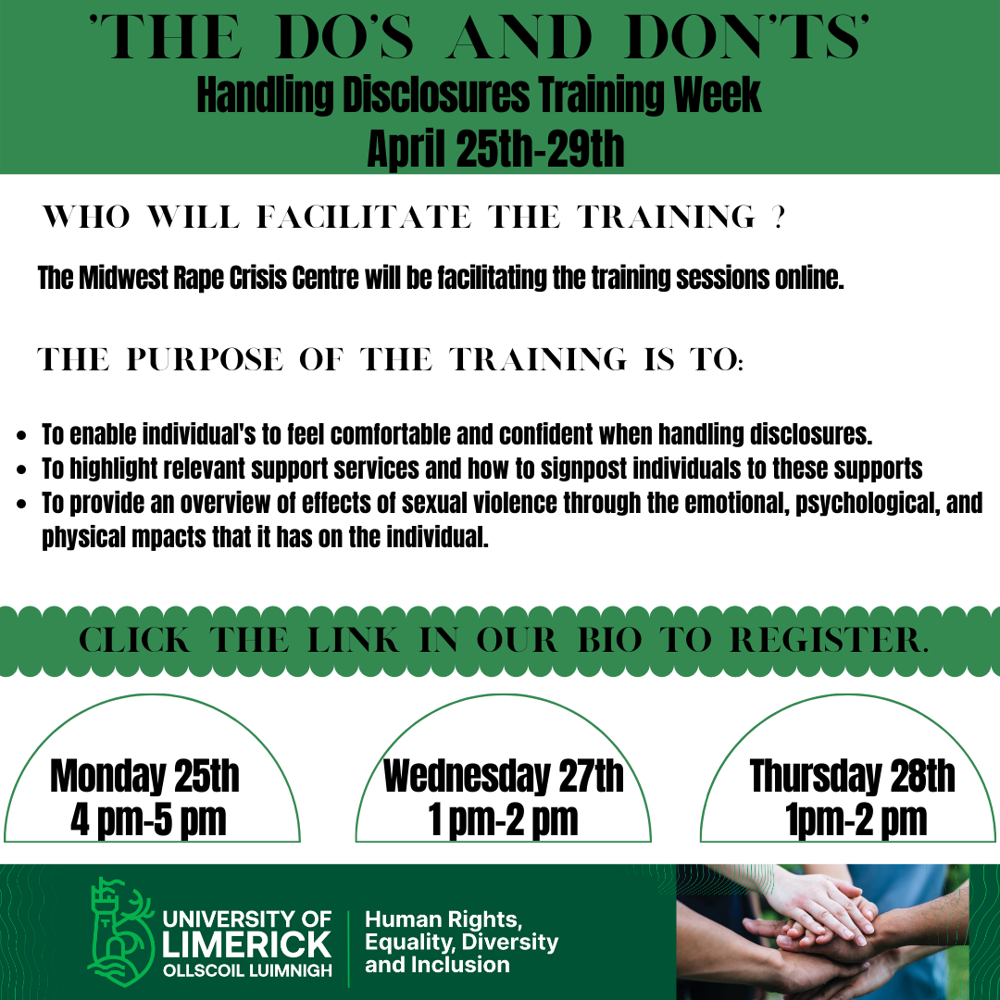 'THE DO'S AND DON'TS'
Handling Disclosures Training Week
April 25th-29th
WHO WILL FACILITATE THE TRAINING ?
The Midwest Rape Crisis Centre will be facilitating the training sessions online.
THE PURPOSE OF THE TRAINING IS TO:
• To enable individual's to feel comfortable and confident when handling disclosures.
• To highlight relevant support services and how to signpost individuals to these supports
• To provide an overview of effects of sexual violence through the emotional, psychological, and
physical mpacts that it has on the individual.
CLICK THE LINK IN OUR BIO TO REGISTER.
Monday 25th
4 pm-5 pm
Wednesday 27th
1 pm-2 pm
Thursday 28th
1pm-2 pm
UNIVERSITY OF
LIMERICK
OLLSCOIL LUIMNIGH
Human Rights,
Equality, Diversity
and Inclusion